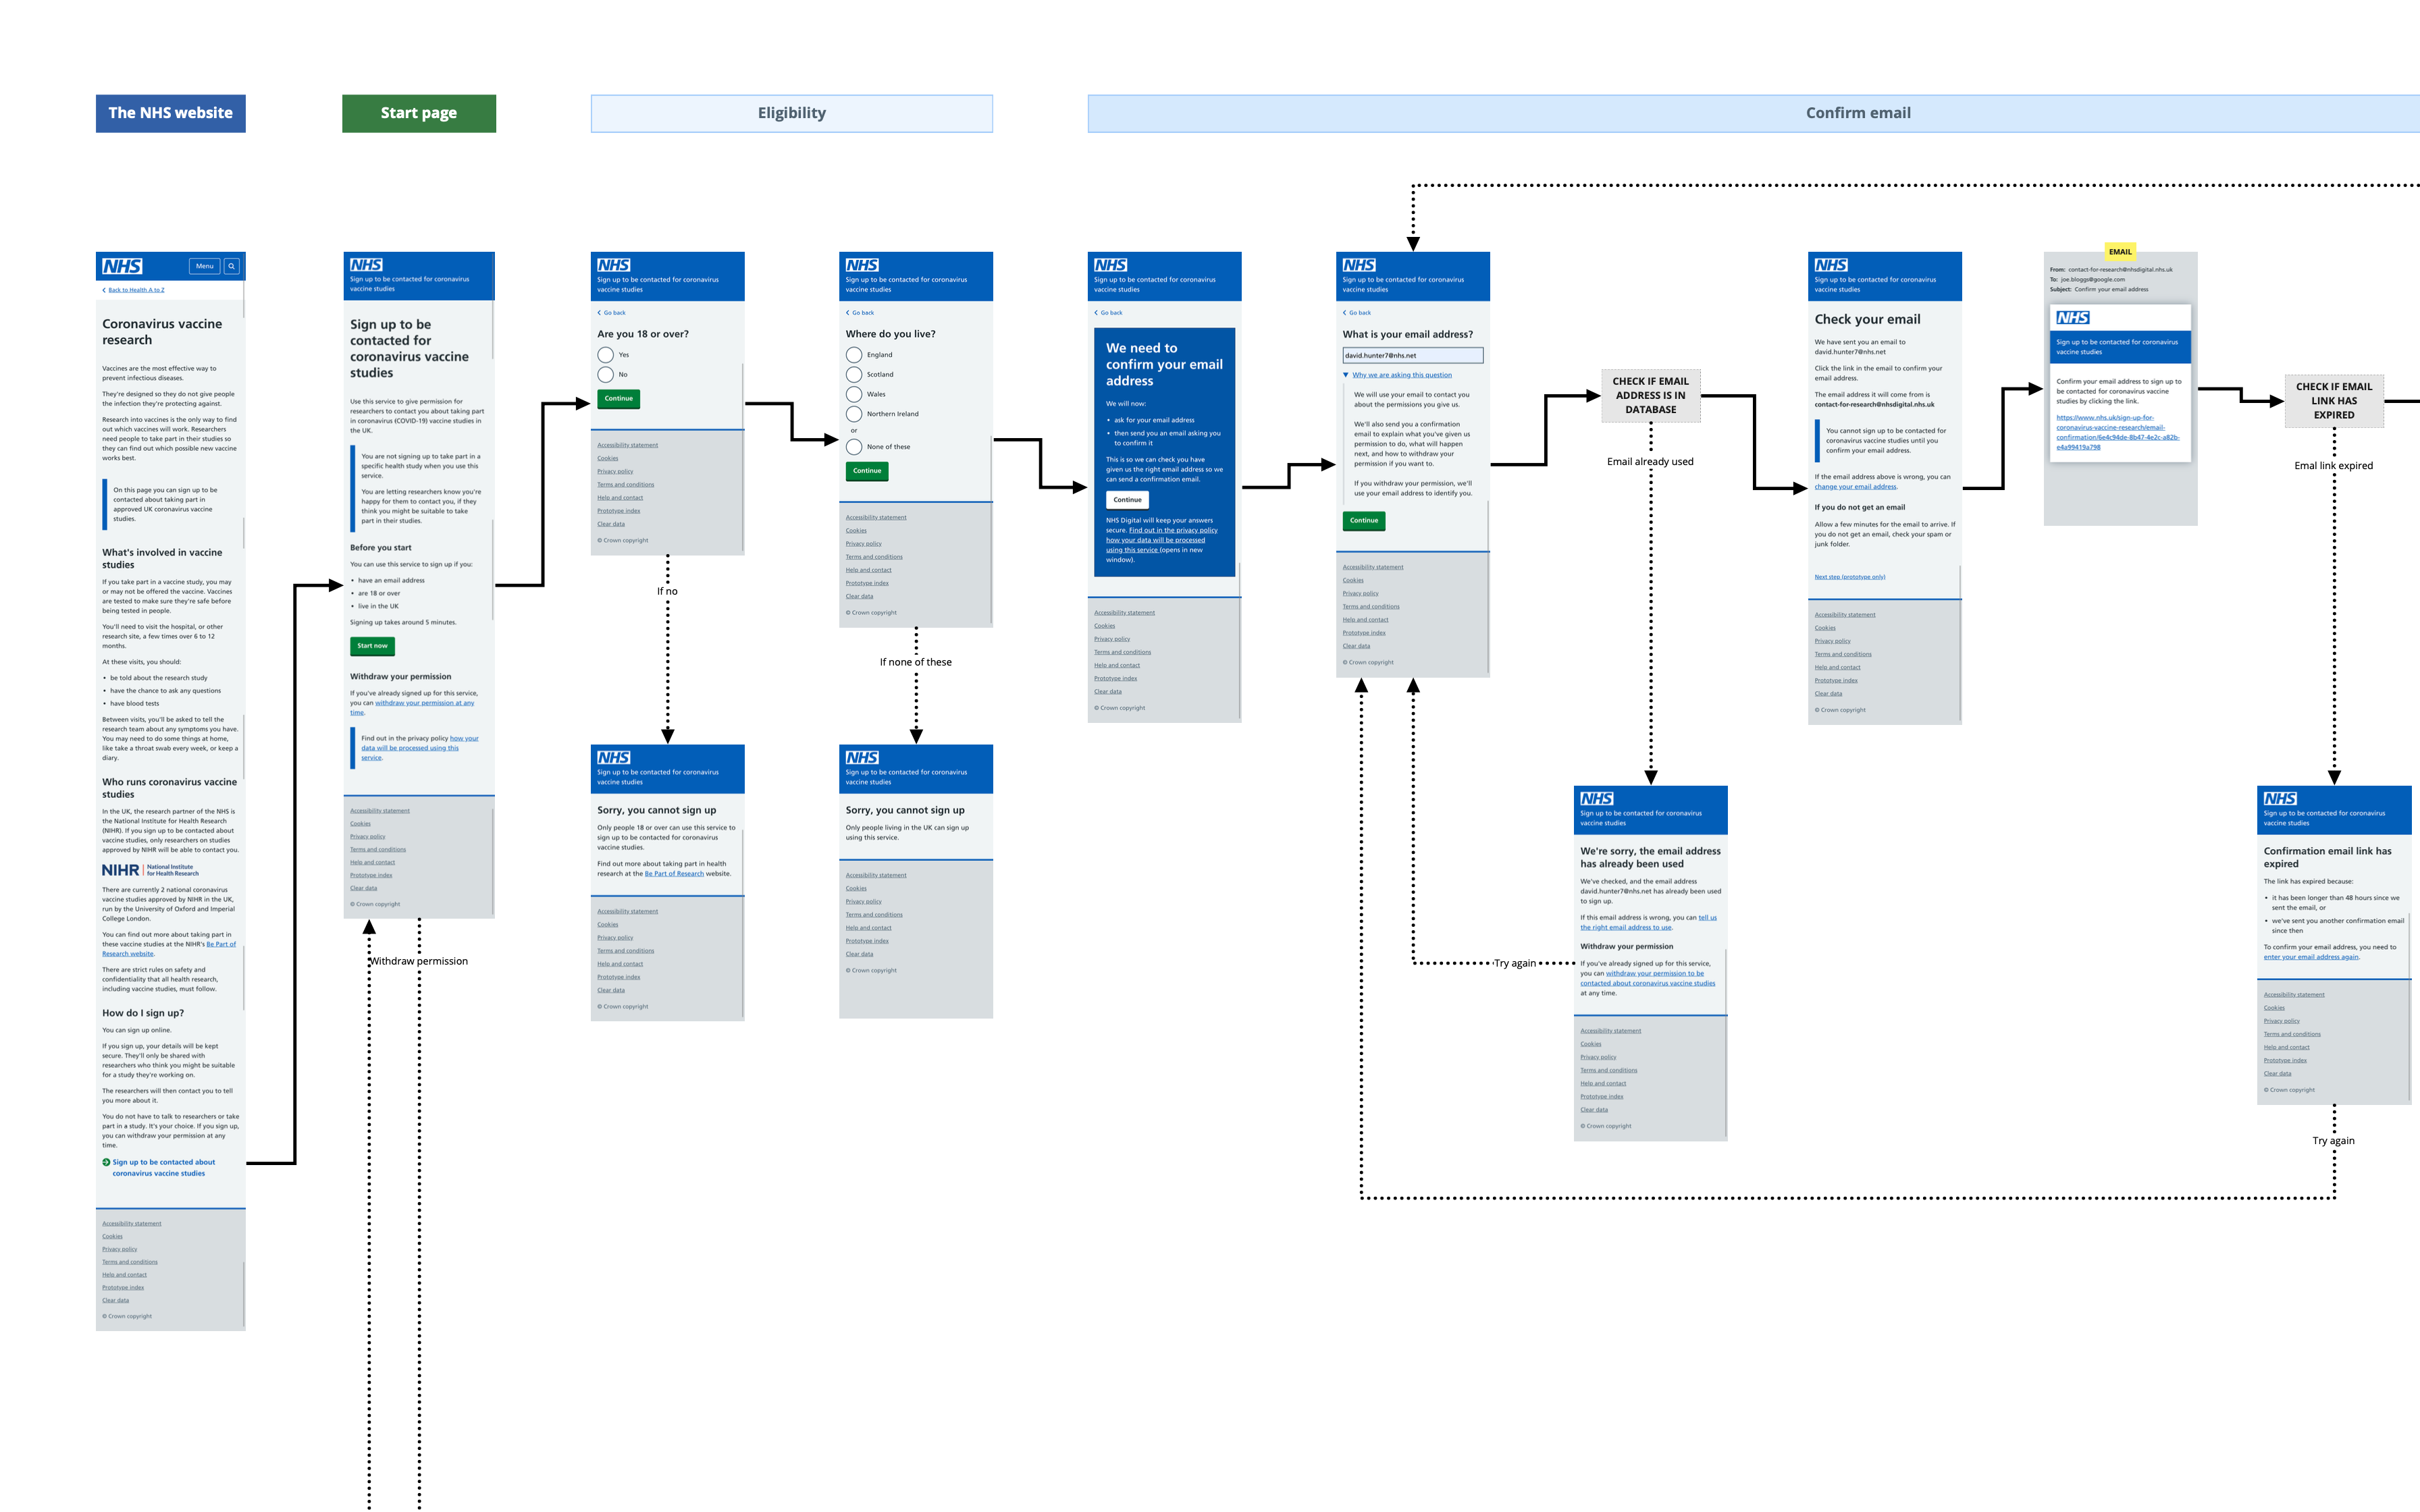 The NHS website
Start page
Eligibility
Confirm email
NHS
Menu
Back to Health A to Z
Coronavirus vaccine
research
Vaccines are the most effective way to
prevent infectious diseases.
They're designed so they do not give people
the infection they're protecting against.
Research into vaccines is the only way to find
out which vaccines will work. Researchers
need people to take part in their studies so
they can find out which possible new vaccine
works best.
On this page you can sign up to be
contacted about taking part in
approved UK coronavirus vaccine
studies.
What's involved in vaccine
studies
If you take part in a vaccine study, you may
or may not be offered the vaccine. Vaccines
are tested to make sure they're safe before
being tested in people.
You'll need to visit the hospital, or other
research site, a few times over 6 to 12
months.
At these visits, you should:
• be told about the research study
• have the chance to ask any questions
• have blood tests
Between visits, you'll be asked to tell the
research team about any symptoms you have.
You may need to do some things at home,
like take a throat swab every week, or keep a
diary.
Who runs coronavirus vaccine
studies
In the UK, the research partner of the NHS is
the National Institute for Health Research
(NIHR). If you sign up to be contacted about
vaccine studies, only researchers on studies
approved by NIHR will be able to contact you.
NIHR | National Institute
for Health Research
There are currently 2 national coronavirus
vaccine studies approved by NIHR in the UK,
run by the University of Oxford and Imperial
College London.
You can find out more about taking part in
these vaccine studies at the NIHR's Be Part of
Research website.
There are strict rules on safety and
confidentiality that all health research,
including vaccine studies, must follow.
How do I sign up?
You can sign up online.
If you sign up, your details will be kept
secure. They'll only be shared with
researchers who think you might be suitable
for a study they're working on.
The researchers will then contact you to tell
you more about it.
You do not have to talk to researchers or take
part in a study. It's your choice. If you sign up,
you can withdraw your permission at any
time.
Sign up to be contacted about
coronavirus vaccine studies
Accessibility statement
Cookies
Privacy policy
Terms and conditions
Help and contact
Prototype index
Clear data
© Crown copyright
NHS
Sign up to be contacted for coronavirus
vaccine studies
Sign up to be
contacted for
coronavirus vaccine
studies
Use this service to give permission for
researchers to contact you about taking part
in coronavirus (COVID-19) vaccine studies in
the UK.
You are not signing up to take part in a
specific health study when you use this
service.
You are letting researchers know you're
happy for them to contact you, if they
think you might be suitable to take
part in their studies.
Before you start
You can use this service to sign up if you:
• have an email address
• are 18 or over
• live in the UK
Signing up takes around 5 minutes.
Start now
Withdraw your permission
If you've already signed up for this service,
you can withdraw your permission at any
time.
Find out in the privacy policy how your
data will be processed using this
service.
Accessibility statement
Cookies
Privacy policy
Terms and conditions
Help and contact
Prototype index
Clear data
© Crown copyright
Withdraw permission
NHS
Sign up to be contacted for coronavirus
vaccine studies
Go back
Are you 18 or over?
Yes
No
Continue
Accessibility statement
Cookies
Privacy policy
Terms and conditions
Help and contact
Prototype index
Clear data
© Crown copyright
If no
NHS
Sign up to be contacted for coronavirus
vaccine studies
Sorry, you cannot sign up
Only people 18 or over can use this service to
sign up to be contacted for coronavirus
vaccine studies.
Find out more about taking part in health
research at the Be Part of Research website.
Accessibility statement
Cookies
Privacy policy
Terms and conditions
Help and contact
Prototype index
Clear data
© Crown copyright
NHS
Sign up to be contacted for coronavirus
vaccine studies
Go back
Where do you live?
England
Scotland
Wales
Northern Ireland
or
None of these
Continue
Accessibility statement
Cookies
Privacy policy
Terms and conditions
Help and contact
Prototype index
Clear data
© Crown copyright
If none of these
NHS
Sign up to be contacted for coronavirus
vaccine studies
Sorry, you cannot sign up
Only people living in the UK can sign up
using this service.
Accessibility statement
Cookies
Privacy policy
Terms and conditions
Help and contact
Prototype index
Clear data
© Crown copyright
NHS
Sign up to be contacted for coronavirus
vaccine studies
Go back
We need to
confirm your email
address
We will now:
• ask for your email address
• then send you an email asking you
to confirm it
This is so we can check you have
given us the right email address so we
can send a confirmation email.
Continue
NHS Digital will keep your answers
secure. Find out in the privacy policy
how your data will be processed
using this service (opens in new
window).
Accessibility statement
Cookies
Privacy policy
Terms and conditions
Help and contact
Prototype index
Clear data
© Crown copyright
NHS
Sign up to be contacted for coronavirus
vaccine studies
Go back
What is your email address?
david.hunter7@nhs.net
Why we are asking this question
We will use your email to contact you
about the permissions you give us.
We'll also send you a confirmation
email to explain what you've given us
permission to do, what will happen
next, and how to withdraw your
permission if you want to.
If you withdraw your permission, we'll
use your email address to identify you.
Continue
Accessibility statement
Cookies
Privacy policy
Terms and conditions
Help and contact
Prototype index
Clear data
© Crown copyright
CHECK IF EMAIL
ADDRESS IS IN
DATABASE
Email already used
NHS
Sign up to be contacted for coronavirus
vaccine studies
We're sorry, the email address
has already been used
We've checked, and the email address
david.hunter7@nhs.net has already been used
to sign up.
If this email address is wrong, you can tell us
the right email address to use.
Withdraw your permission
If you've already signed up for this service,
you can withdraw your permission to be
contacted about coronavirus vaccine studies
at any time.
Accessibility statement
Cookies
Privacy policy
Terms and conditions
Help and contact
Prototype index
Clear data
© Crown copyright
Try again
NHS
Sign up to be contacted for coronavirus
vaccine studies
Check your email
We have sent you an email to
david.hunter7@nhs.net
Click the link in the email to confirm your
email address.
The email address it will come from is
contact-for-research@nhsdigital.nhs.uk
You cannot sign up to be contacted for
coronavirus vaccine studies until you
confirm your email address.
If the email address above is wrong, you can
change your email address.
If you do not get an email
Allow a few minutes for the email to arrive. If
you do not get an email, check your spam or
junk folder.
Next step (prototype only)
Accessibility statement
Cookies
Privacy policy
Terms and conditions
Help and contact
Prototype index
Clear data
© Crown copyright
EMAIL
From: contact-for-research@nhsdigital.nhs.uk
To: joe.bloggs@google.com
Subject: Confirm your email address
NHS
Sign up to be contacted for coronavirus
vaccine studies
Confirm your email address to sign up to
be contacted for coronavirus vaccine
studies by clicking the link.
https://www.nhs.uk/sign-up-for-
coronavirus-vaccine-research/email-
confirmation/6e4c94de-8b47-4e2c-a82b-
e4a99419a798
CHECK IF EMAIL
LINK HAS
EXPIRED
Emal link expired
NHS
Sign up to be contacted for coronavirus
vaccine studies
Confirmation email link has
expired
The link has expired because:
• it has been longer than 48 hours since we
sent the email, or
• we've sent you another confirmation email
since then
To confirm your email address, you need to
enter your email address again.
Accessibility statement
Cookies
Privacy policy
Terms and conditions
Help and contact
Prototype index
Clear data
© Crown copyright
Try again